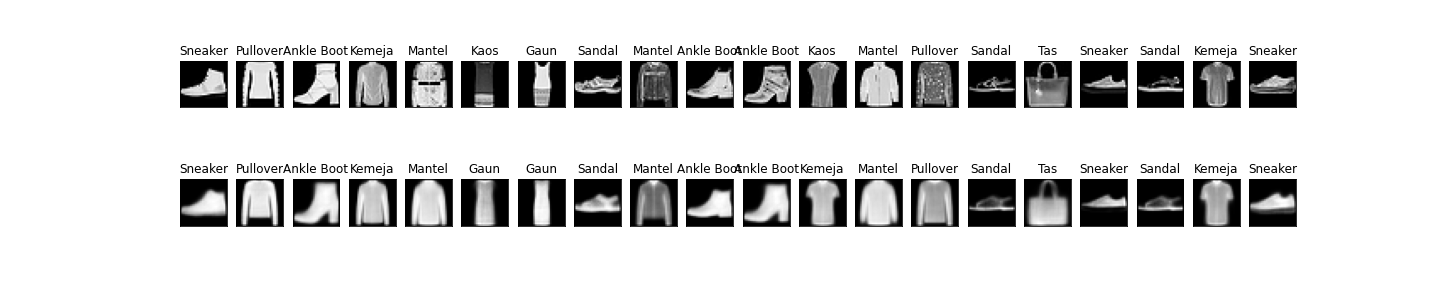 Sneaker Pullover Ankle Boot Kemeja Mantel Kaos Gaun Sandal Mantel Ankle Boot Ankle Boot Kaos Mantel Pullover Sandal Tas Sneaker Sandal Kemeja Sneaker
Sneaker Pullover Ankle Boot Kemeja Mantel Gaun Gaun Sandal Mantel Ankle Boot Ankle Boot Kemeja Mantel Pullover Sandal Tas Sneaker Sandal Kemeja Sneaker